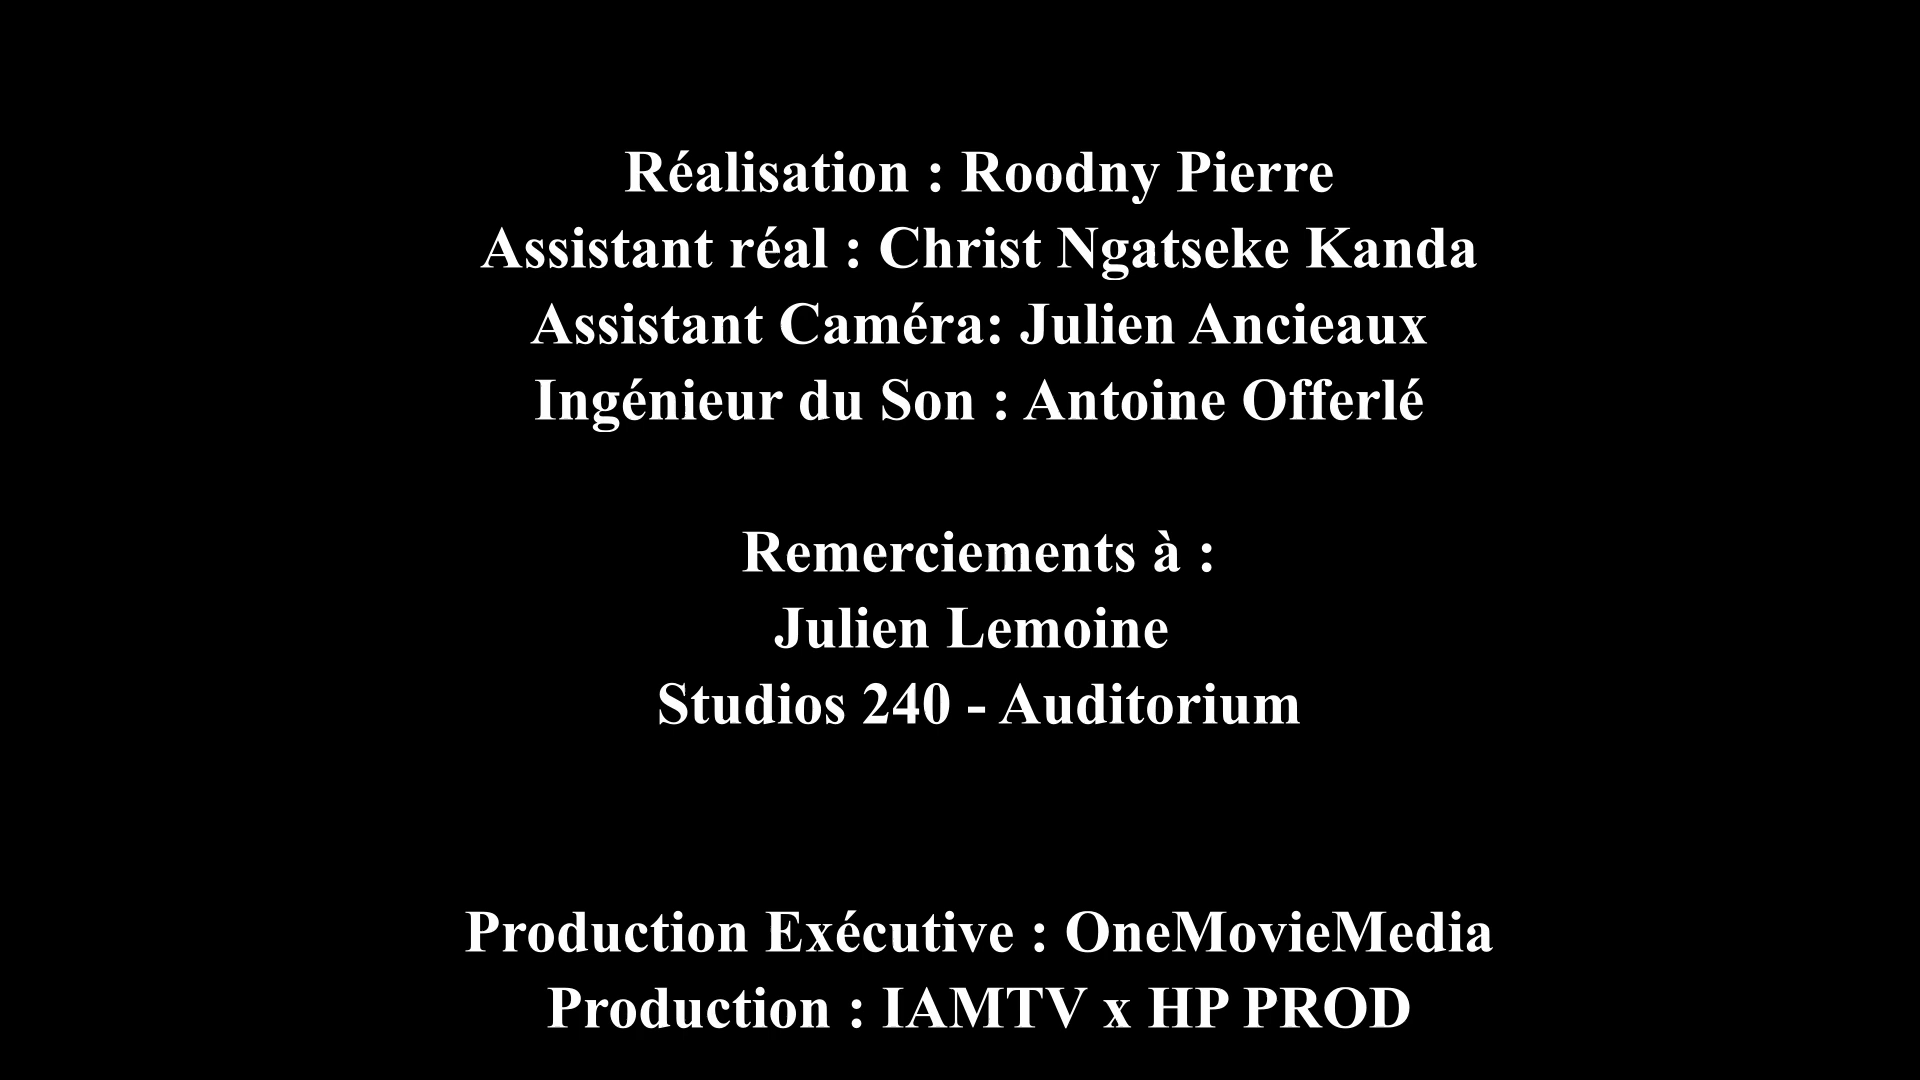 Réalisation : Roodny Pierre
Assistant réal : Christ Ngatseke Kanda
Assistant Caméra: Julien Ancieaux
Ingénieur du Son : Antoine Offerlé
Remerciements à :
Julien Lemoine
Studios 240 - Auditorium
Production Exécutive : OneMovieMedia
Production : IAMTV x HP PROD